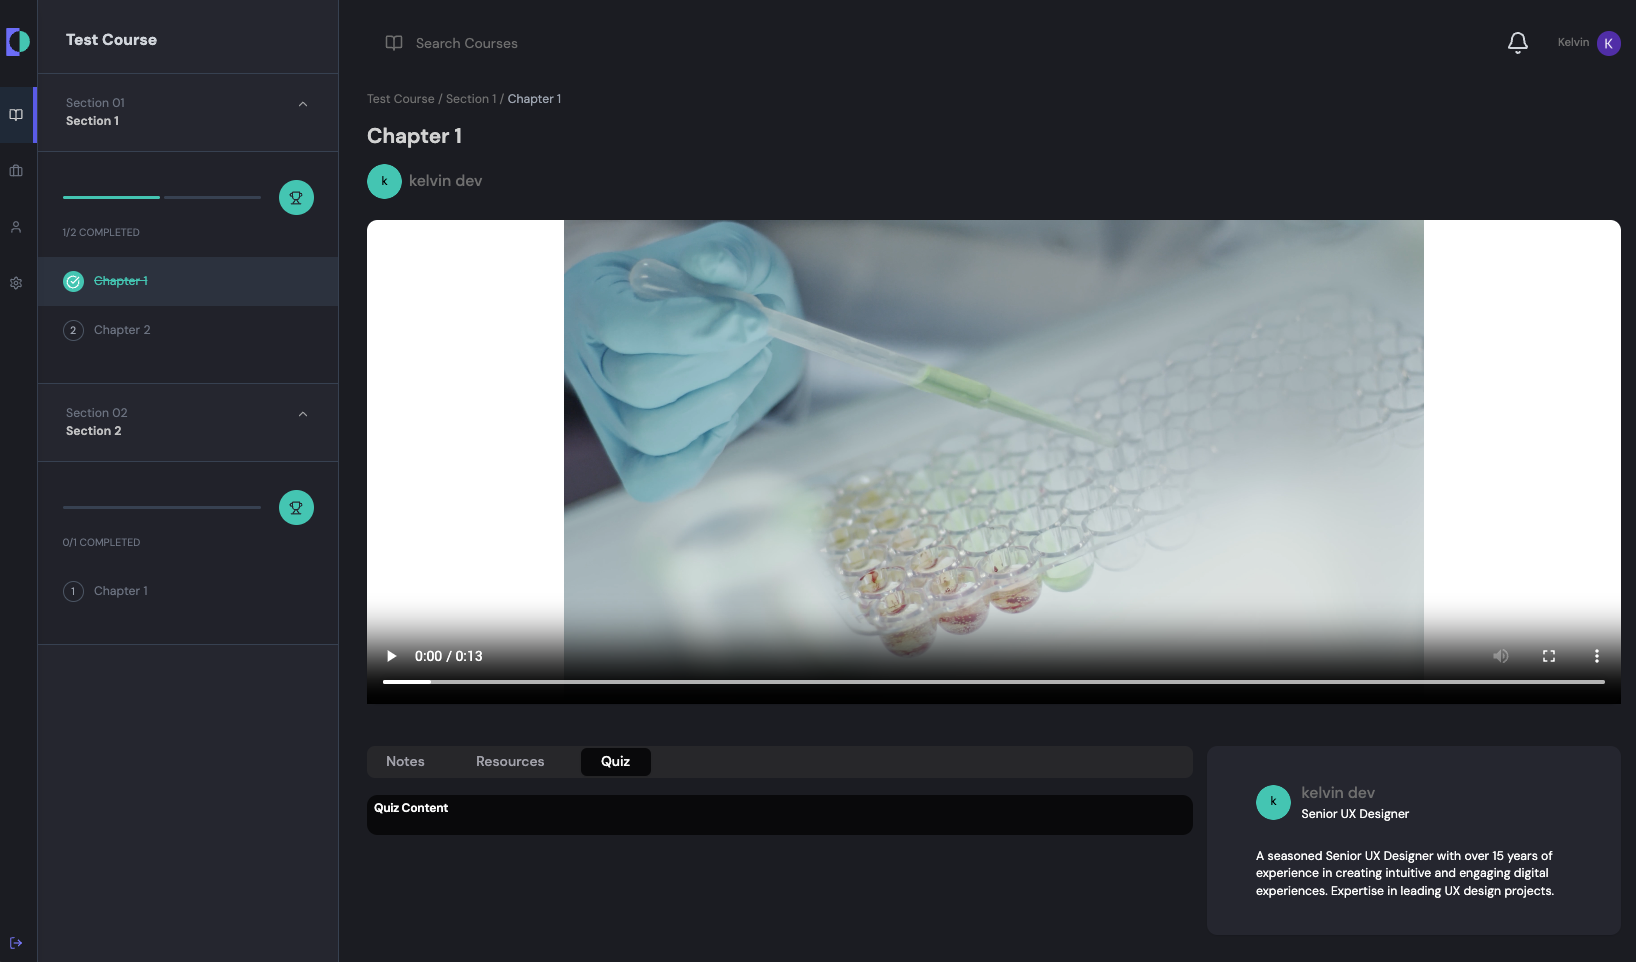 Test Course
Section 01
Section 1
1/2 COMPLETED
Chapter 1
2 Chapter 2
Section 02
Section 2
0/1 COMPLETED
1 Chapter 1
Search Courses
Kelvin K
Test Course / Section 1 / Chapter 1
Chapter 1
k kelvin dev
0:00 / 0:13
Notes Resources Quiz
Quiz Content
k kelvin dev
Senior UX Designer
A seasoned Senior UX Designer with over 15 years of
experience in creating intuitive and engaging digital
experiences. Expertise in leading UX design projects.